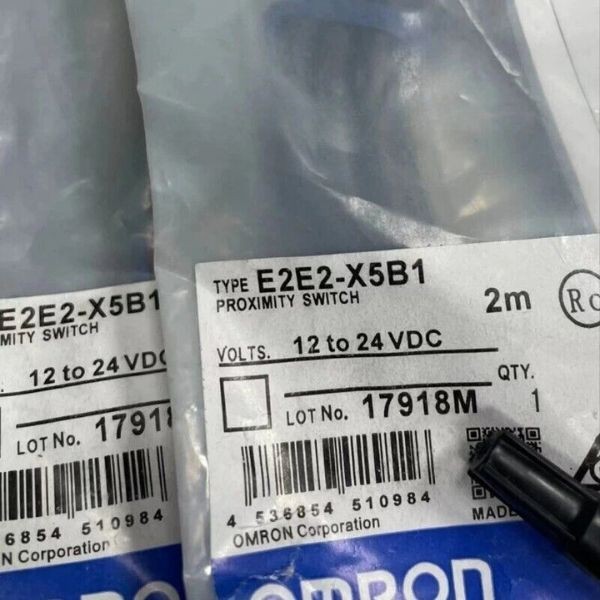 E2E2-X5B1
MITY SWITCH
12 to 24 VDC
LOT No. 17918
6854 510984
N Corporation
TYPE E2E2-X5B1
PROXIMITY SWITCH
2m
VOLTS. 12 to 24 VDC
QTY.
LOT No. 17918M 1
4 536854 510984
OMRON Corporation
MADE
OMRON